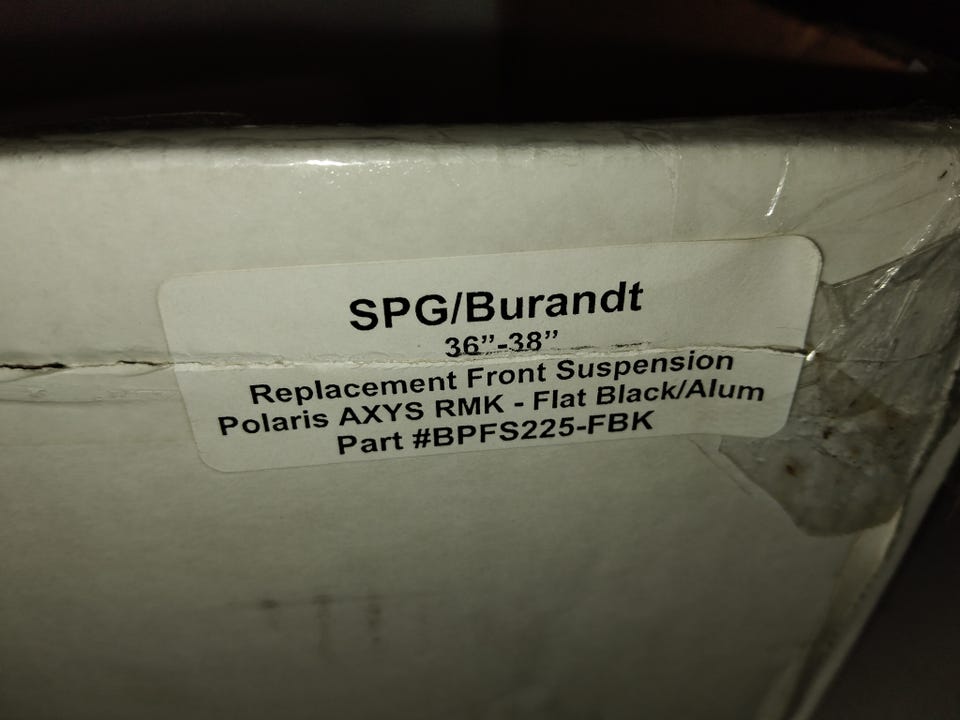 SPG/Burandt
36”-38”
Replacement Front Suspension
Polaris AXYS RMK - Flat Black/Alum
Part #BPFS225-FBK